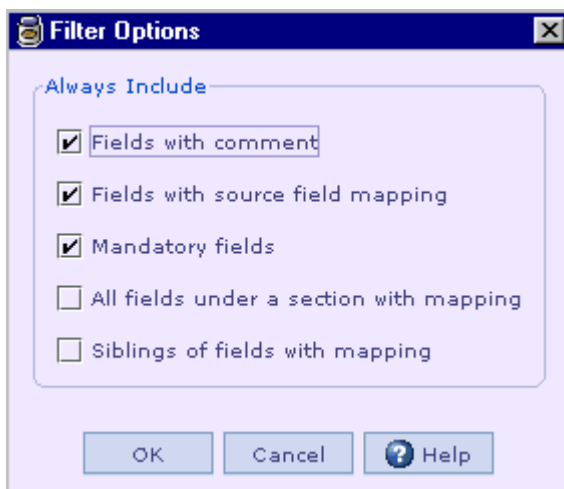 Filter Options
Always Include
Fields with comment
Fields with source field mapping
Mandatory fields
All fields under a section with mapping
Siblings of fields with mapping
OK Cancel Help